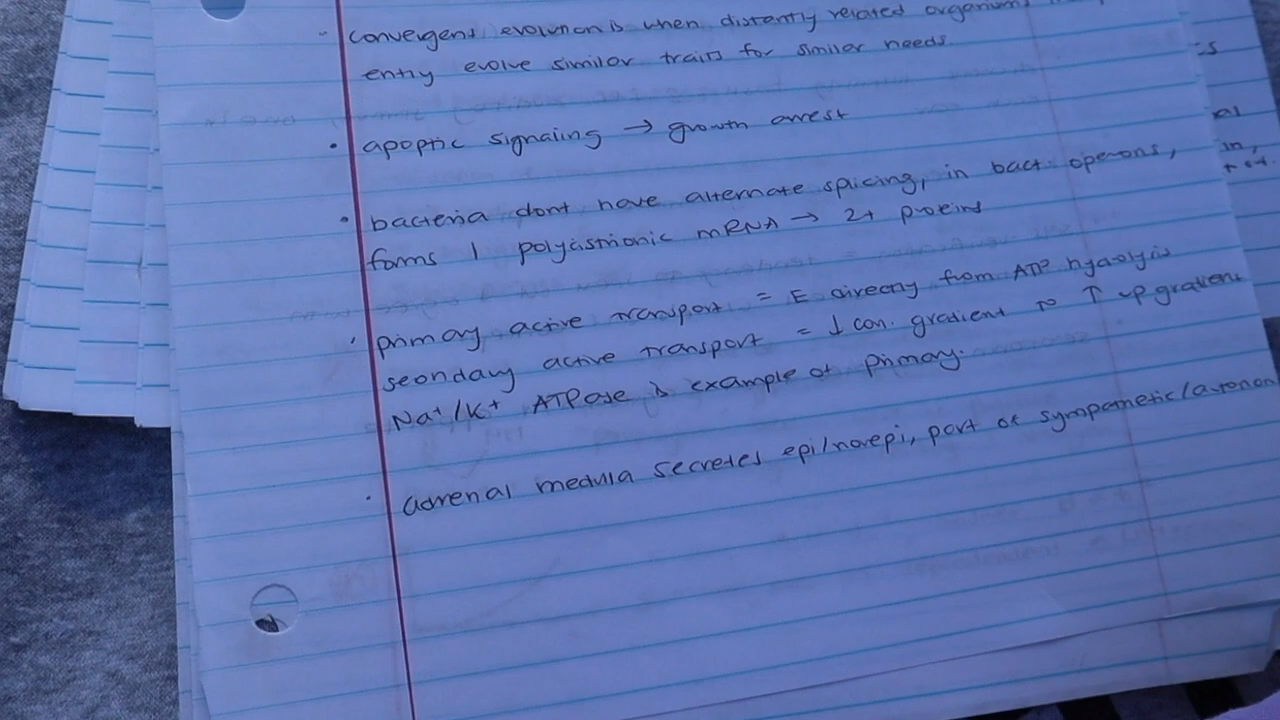 convergent evolution is when distantly related organisms
entry evolve similar traits for similar needs
• apoptic signaling → growth arrest
• bacteria dont have alternate splicing, in bact. operons,
forms 1 polycistrionic mRNA → 2+ proteins
• primary active transport = E directly from ATP hydrolysis
seondary active transport = ↓ con. gradient to ↑ up gradient
Na+/K+ ATPase is example of primary.
• adrenal medulla secretes epi/norepi, part of sympathetic/autonom